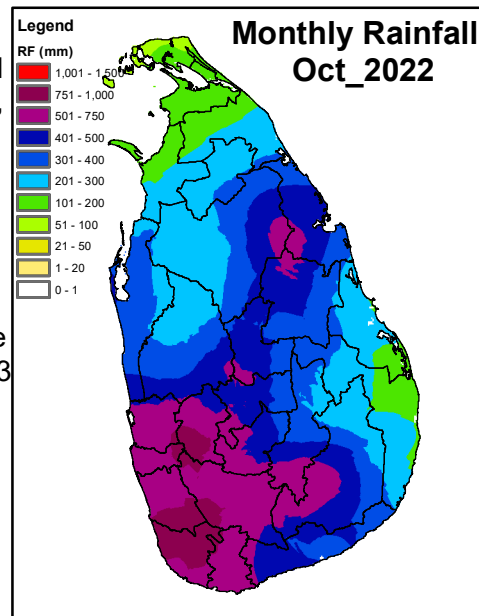 Legend
RF (mm)
1,001 - 1,500
751 - 1,000
501 - 750
401 - 500
301 - 400
201 - 300
101 - 200
51 - 100
21 - 50
1 - 20
0 - 1
Monthly Rainfall
Oct_2022
e
3